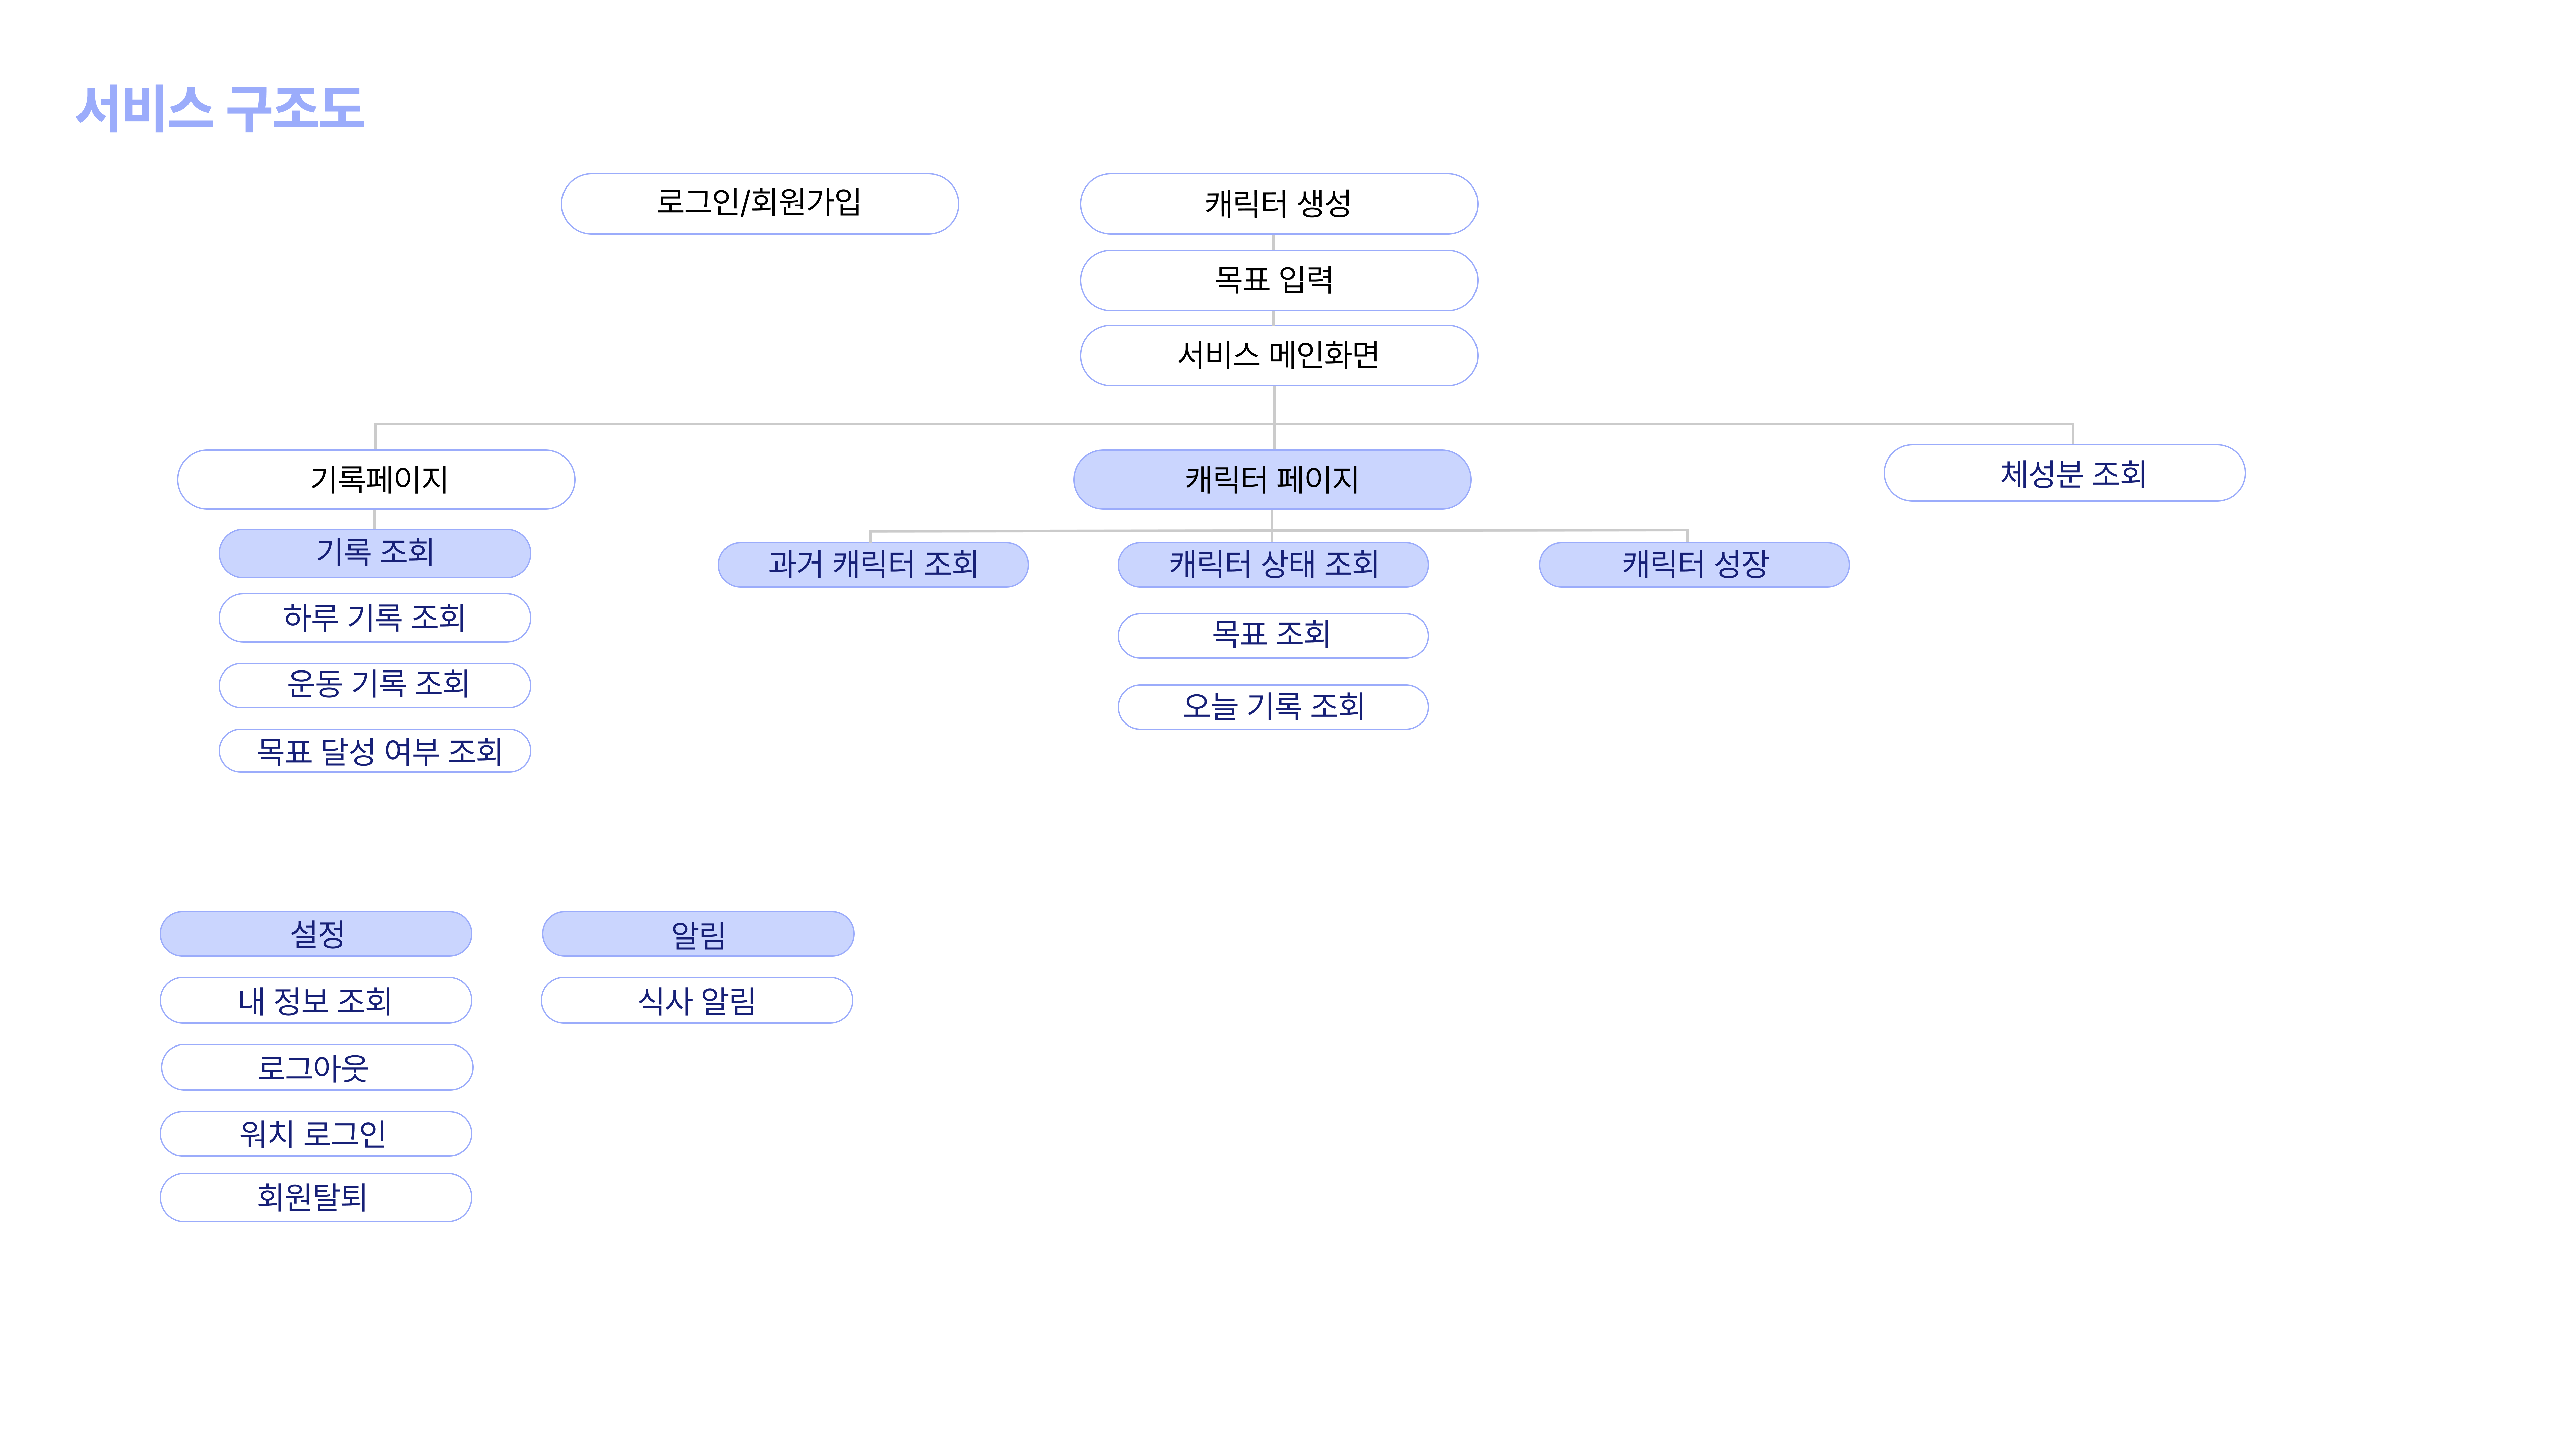 서비스 구조도
로그인/회원가입
캐릭터 생성
목표 입력
서비스 메인화면
기록페이지
캐릭터 페이지
체성분 조회
기록 조회
하루 기록 조회
운동 기록 조회
목표 달성 여부 조회
과거 캐릭터 조회
캐릭터 상태 조회
캐릭터 성장
목표 조회
오늘 기록 조회
설정
내 정보 조회
로그아웃
워치 로그인
회원탈퇴
알림
식사 알림